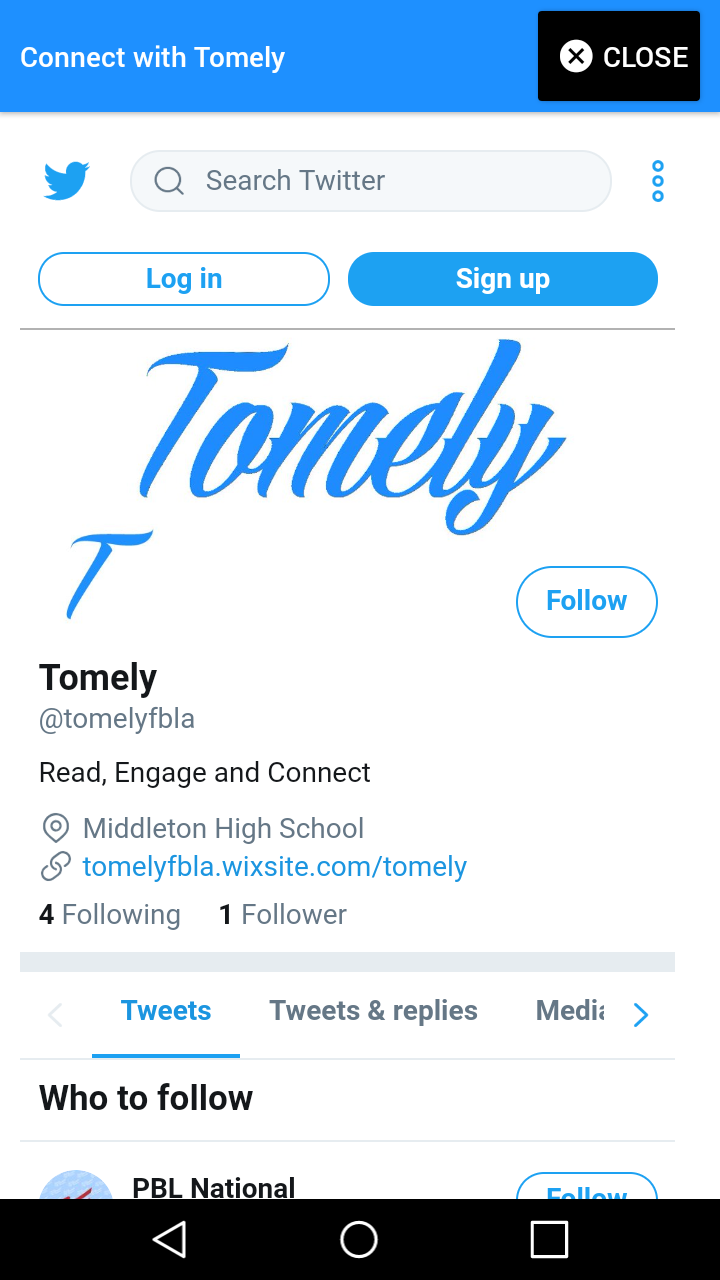 Connect with Tomely
CLOSE
Search Twitter
Log in
Sign up
Tomely
T
Follow
Tomely
@tomelyfbla
Read, Engage and Connect
Middleton High School
tomelyfbla.wixsite.com/tomely
4 Following 1 Follower
Tweets Tweets & replies Media
Who to follow
PBL National
Follow